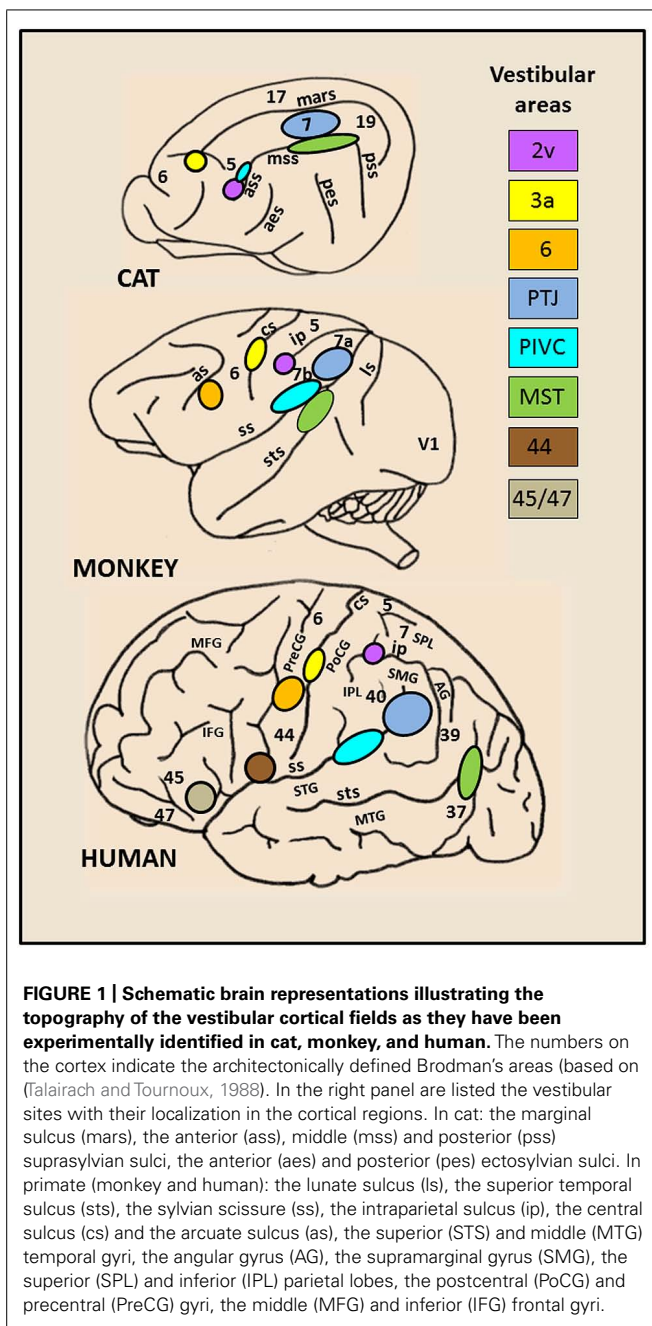 Vestibular
areas
2v
3a
6
PTJ
PIVC
MST
44
45/47
17 mars
7 19
6 5 mss pss
ass aes pes
CAT
cs ip 5
as 6 7a
7b ls
ss sts V1
MONKEY
6 cs 5
MFG PreCG PoCG 7 SPL
ip
SMG AG
IPL 40
IFG 44 39
ss
45 STG sts
47 MTG 37
HUMAN
FIGURE 1 | Schematic brain representations illustrating the
topography of the vestibular cortical fields as they have been
experimentally identified in cat, monkey, and human. The numbers on
the cortex indicate the architectonically defined Brodman's areas (based on
(Talairach and Tournoux, 1988). In the right panel are listed the vestibular
sites with their localization in the cortical regions. In cat: the marginal
sulcus (mars), the anterior (ass), middle (mss) and posterior (pss)
suprasylvian sulci, the anterior (aes) and posterior (pes) ectosylvian sulci. In
primate (monkey and human): the lunate sulcus (ls), the superior temporal
sulcus (sts), the sylvian scissure (ss), the intraparietal sulcus (ip), the central
sulcus (cs) and the arcuate sulcus (as), the superior (STS) and middle (MTG)
temporal gyri, the angular gyrus (AG), the supramarginal gyrus (SMG), the
superior (SPL) and inferior (IPL) parietal lobes, the postcentral (PoCG) and
precentral (PreCG) gyri, the middle (MFG) and inferior (IFG) frontal gyri.